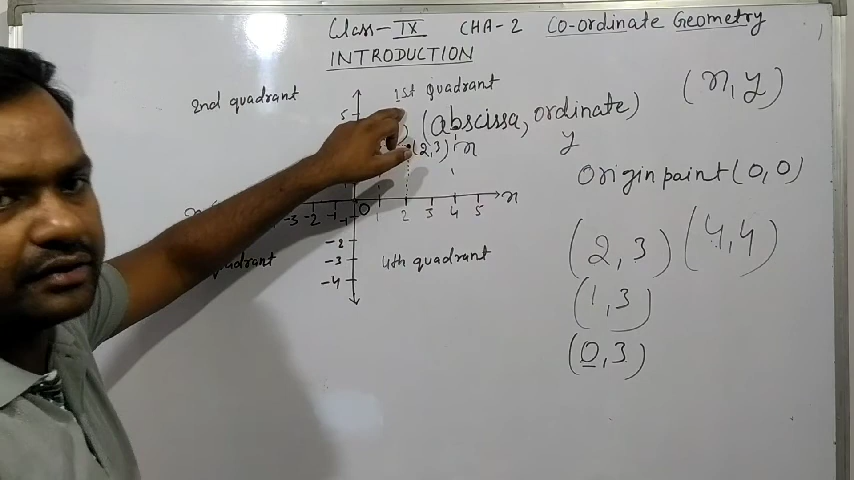 Class-IX CHA-2 Co-ordinate Geometry
INTRODUCTION
2nd quadrant
1st quadrant
(x, y)
5
(abscissa, ordinate)
(2,3) x
y
Origin point (0, 0)
-3 -2 -1 0 2 3 4 5 x
-1
-2
-3
-4
quadrant
4th quadrant
(2, 3) (4, 4)
(1, 3)
(0, 3)